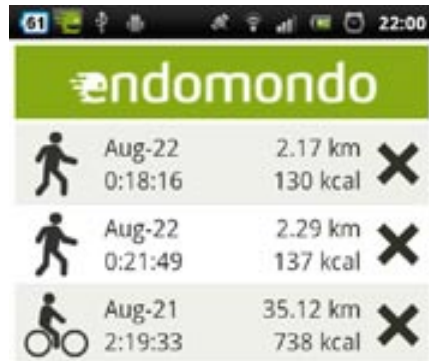 61 22:00
endomondo
Aug-22 2.17 km
0:18:16 130 kcal
Aug-22 2.29 km
0:21:49 137 kcal
Aug-21 35.12 km
2:19:33 738 kcal